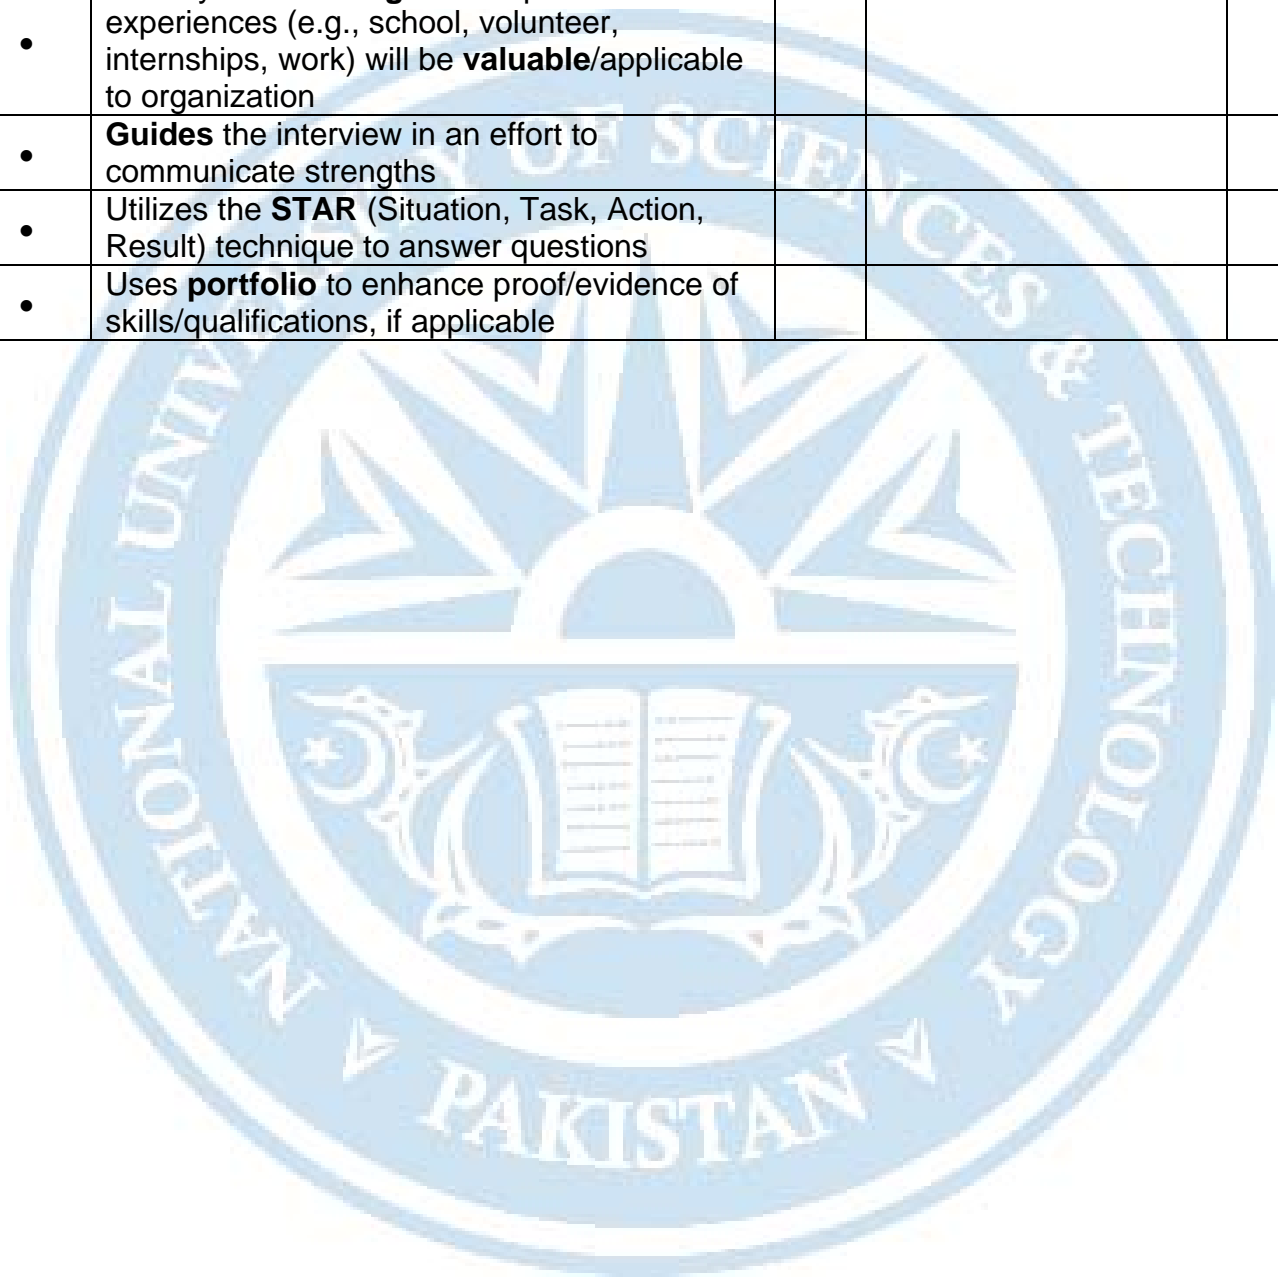 experiences (e.g., school, volunteer,
• internships, work) will be valuable/applicable
to organization
• Guides the interview in an effort to
communicate strengths
• Utilizes the STAR (Situation, Task, Action,
Result) technique to answer questions
• Uses portfolio to enhance proof/evidence of
skills/qualifications, if applicable
NATIONAL UNIVERSITY OF SCIENCES & TECHNOLOGY
PAKISTAN